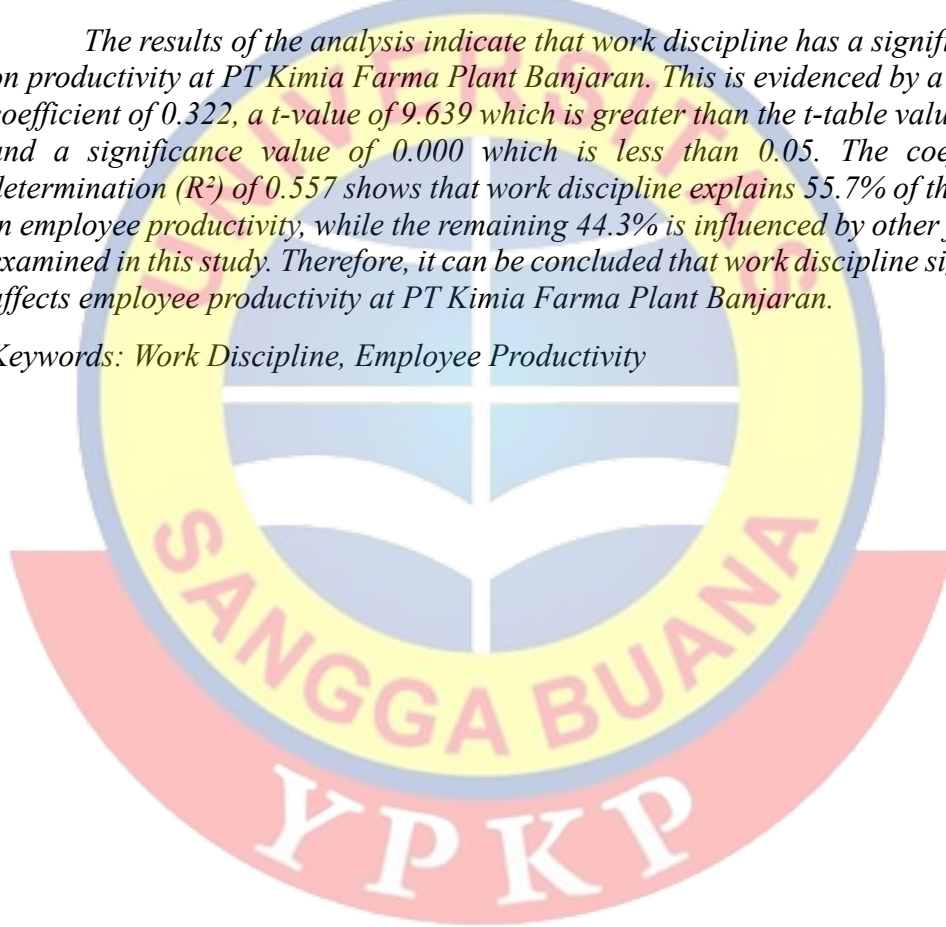 The results of the analysis indicate that work discipline has a signifi
on productivity at PT Kimia Farma Plant Banjaran. This is evidenced by a
coefficient of 0.322, a t-value of 9.639 which is greater than the t-table valu
and a significance value of 0.000 which is less than 0.05. The coe
determination (R²) of 0.557 shows that work discipline explains 55.7% of th
in employee productivity, while the remaining 44.3% is influenced by other
examined in this study. Therefore, it can be concluded that work discipline si
affects employee productivity at PT Kimia Farma Plant Banjaran.
Keywords: Work Discipline, Employee Productivity
UNIVERSITAS
SANGGA BUANA
YPKP